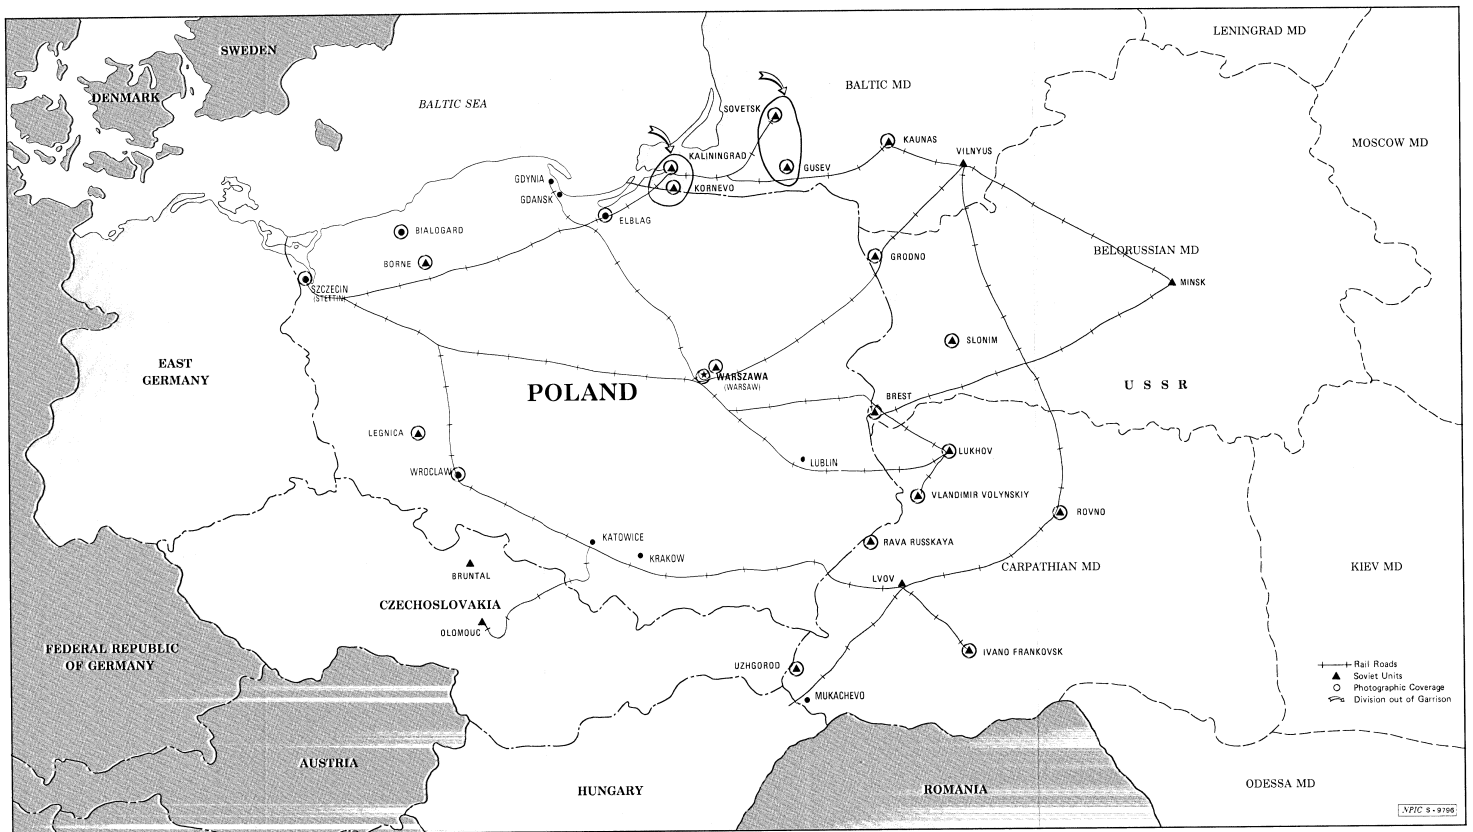 LENINGRAD MD
SWEDEN
BALTIC MD
DENMARK
BALTIC SEA
SOVETSK
KAUNAS
MOSCOW MD
VILNYUS
KALININGRAD
GUSEV
GDYNIA
KORNEVO
GDANSK
ELBLAG
BIALOGARD
BELORUSSIAN MD
GRODNO
BORNE
MINSK
SZCZECIN
(STETTIN)
SLONIM
EAST
GERMANY
WARSZAWA
(WARSAW)
POLAND
U S S R
BREST
LEGNICA
LUKHOV
LUBLIN
WROCLAW
VLANDIMIR VOLYNSKIY
ROVNO
KATOWICE
RAVA RUSSKAYA
KRAKOW
CARPATHIAN MD
KIEV MD
BRUNTAL
LVOV
CZECHOSLOVAKIA
OLOMOUC
FEDERAL REPUBLIC
OF GERMANY
IVANO FRANKOVSK
UZHGOROD
MUKACHEVO
Rail Roads
Soviet Units
Photographic Coverage
Division out of Garrison
AUSTRIA
HUNGARY
ROMANIA
ODESSA MD
NPIC S-9796